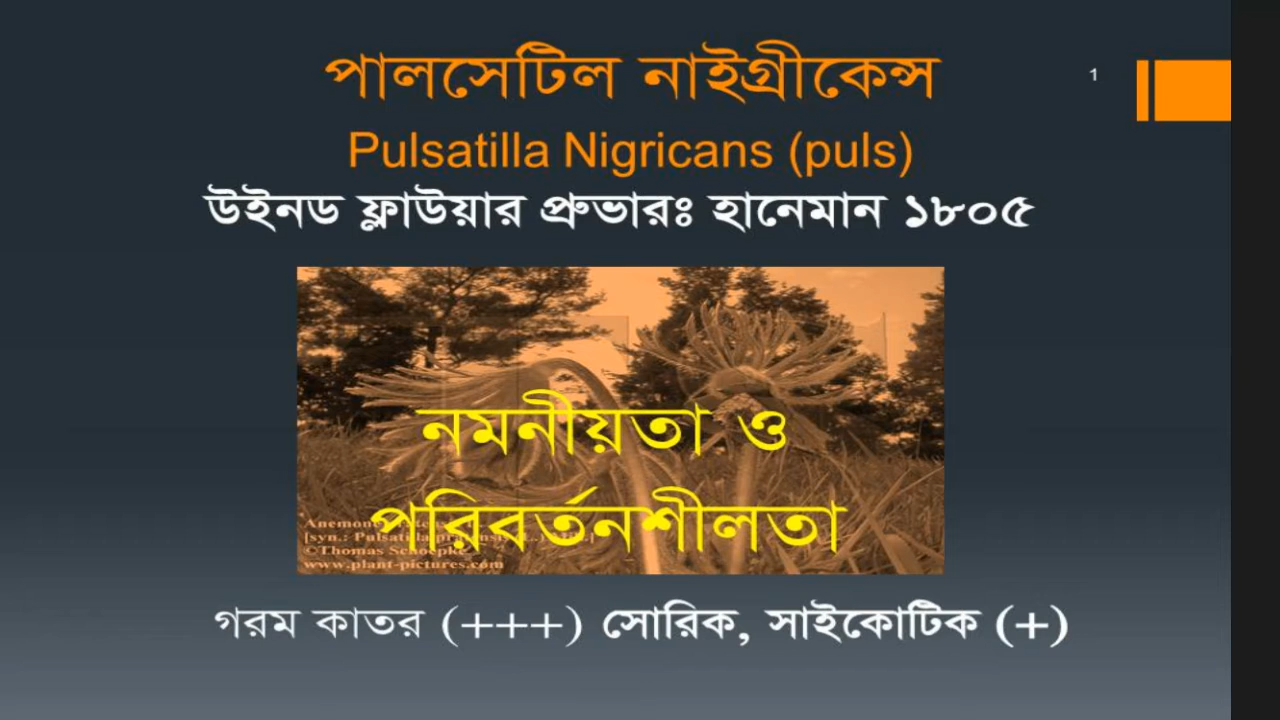 পালসেটিল নাইগ্রীকেন্স
1
Pulsatilla Nigricans (puls)
উইনড ফ্লাউয়ার প্রুভারঃ হানেমান ১৮০৫
নমনীয়তা ও
পরিবর্তনশীলতা
©Thomas Schoepke
www.plant-pictures.com
গরম কাতর (+++) সোরিক, সাইকোটিক (+)